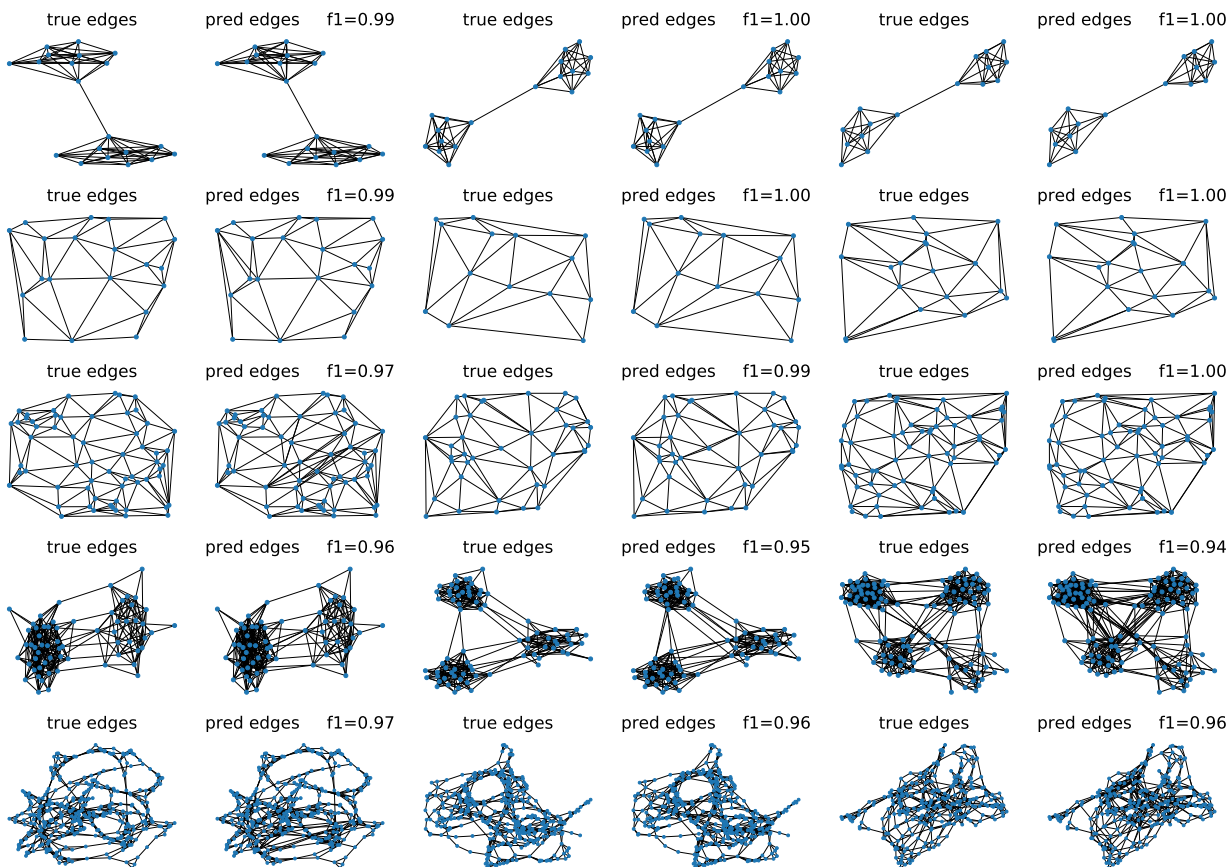 true edges pred edges f1=0.99 true edges pred edges f1=1.00 true edges pred edges f1=1.00
true edges pred edges f1=0.99 true edges pred edges f1=1.00 true edges pred edges f1=1.00
true edges pred edges f1=0.97 true edges pred edges f1=0.99 true edges pred edges f1=1.00
true edges pred edges f1=0.96 true edges pred edges f1=0.95 true edges pred edges f1=0.94
true edges pred edges f1=0.97 true edges pred edges f1=0.96 true edges pred edges f1=0.96